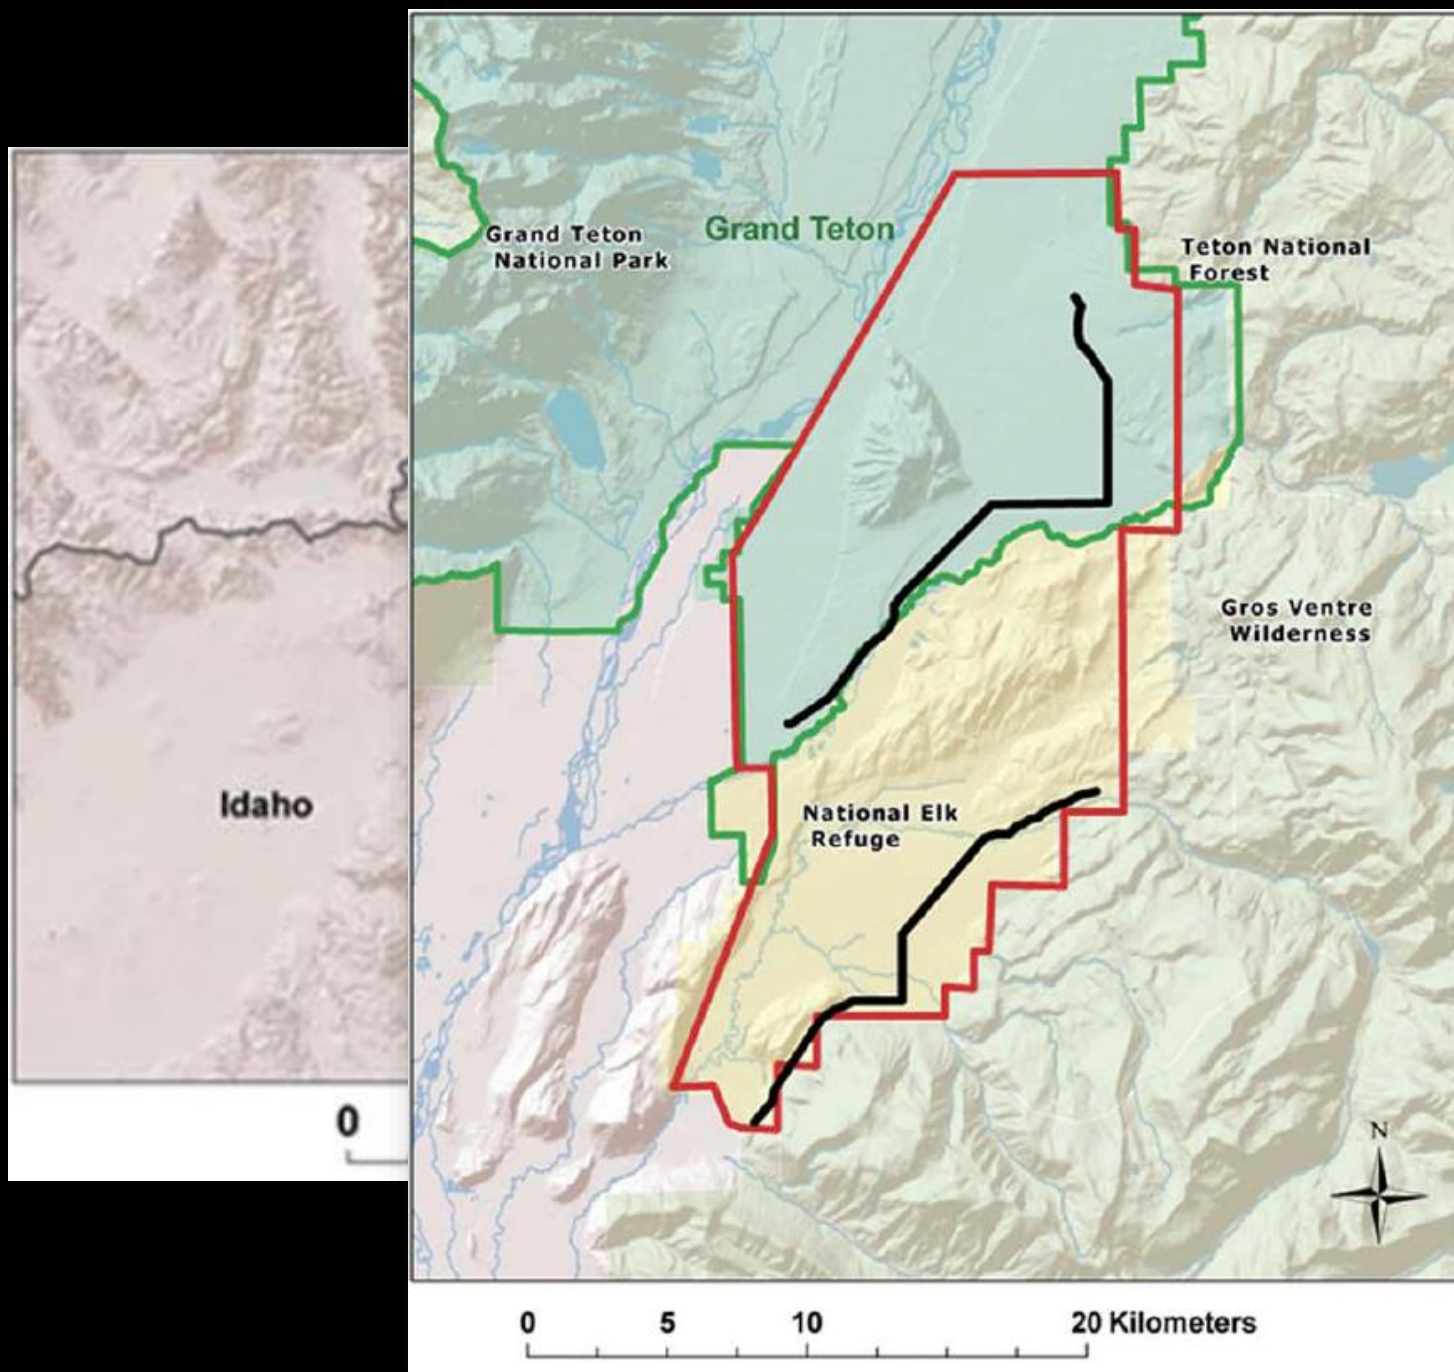 Grand Teton
Grand Teton
National Park
Teton National
Forest
Gros Ventre
Wilderness
Idaho
National Elk
Refuge
0
N
0 5 10 20 Kilometers